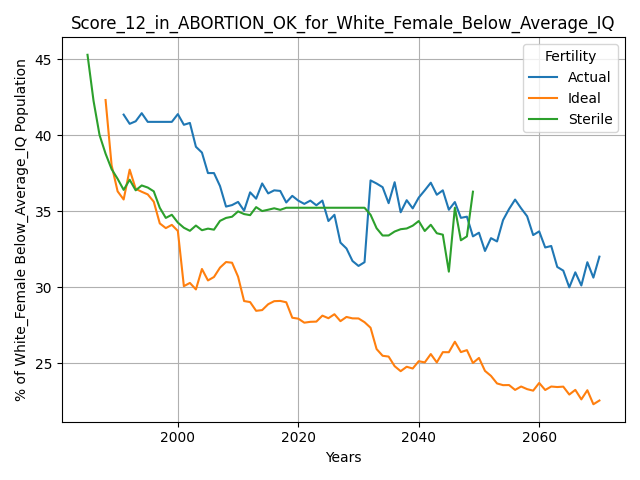 Score_12_in_ABORTION_OK_for_White_Female_Below_Average_IQ
% of White_Female Below_Average_IQ Population
45
40
35
30
25
Fertility
Actual
Ideal
Sterile
2000
2020
2040
2060
Years